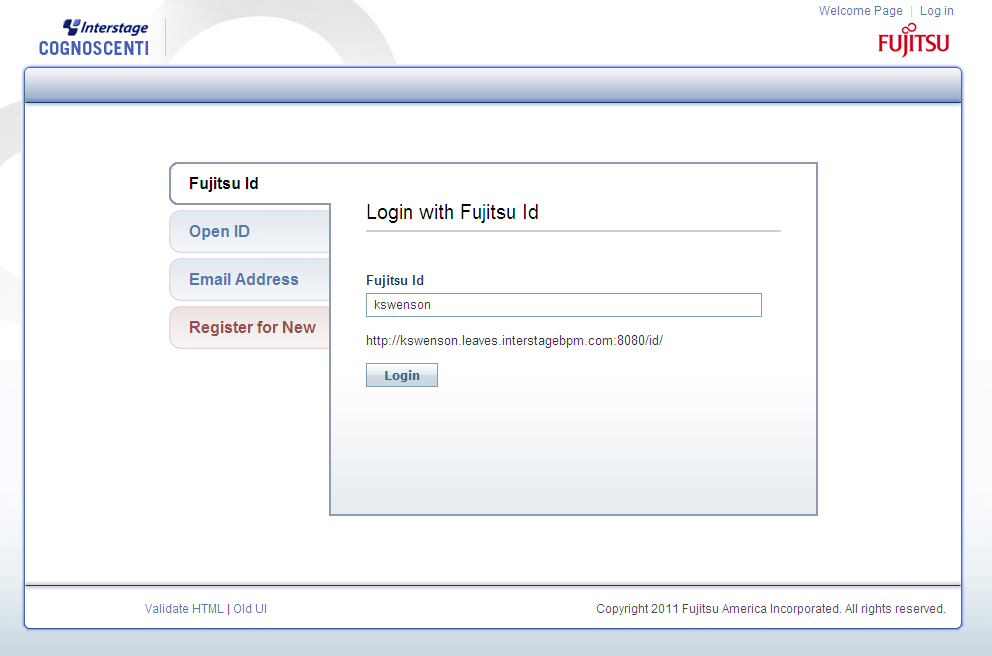 Welcome Page | Log in
Interstage
COGNOSCENTI
FUJITSU
Fujitsu Id
Open ID
Email Address
Register for New
Login with Fujitsu Id
Fujitsu Id
kswenson
http://kswenson.leaves.interstagebpm.com:8080/id/
Login
Validate HTML | Old UI
Copyright 2011 Fujitsu America Incorporated. All rights reserved.